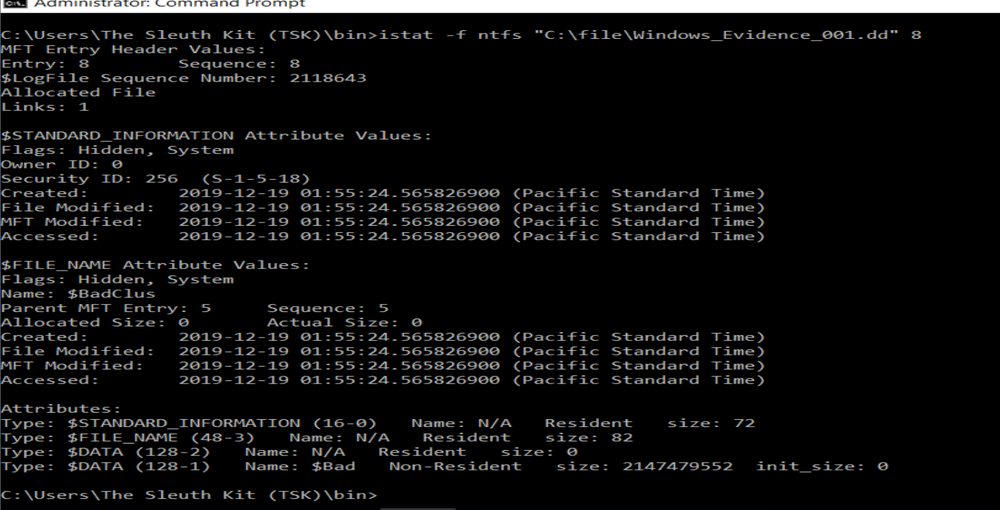 Administrator: Command Prompt
C:\Users\The Sleuth Kit (TSK)\bin>istat -f ntfs "C:\file\Windows_Evidence_001.dd" 8
MFT Entry Header Values:
Entry: 8        Sequence: 8
$LogFile Sequence Number: 2118643
Allocated File
Links: 1

$STANDARD_INFORMATION Attribute Values:
Flags: Hidden, System
Owner ID: 0
Security ID: 256  (S-1-5-18)
Created:        2019-12-19 01:55:24.565826900 (Pacific Standard Time)
File Modified:  2019-12-19 01:55:24.565826900 (Pacific Standard Time)
MFT Modified:   2019-12-19 01:55:24.565826900 (Pacific Standard Time)
Accessed:       2019-12-19 01:55:24.565826900 (Pacific Standard Time)

$FILE_NAME Attribute Values:
Flags: Hidden, System
Name: $BadClus
Parent MFT Entry: 5     Sequence: 5
Allocated Size: 0       Actual Size: 0
Created:        2019-12-19 01:55:24.565826900 (Pacific Standard Time)
File Modified:  2019-12-19 01:55:24.565826900 (Pacific Standard Time)
MFT Modified:   2019-12-19 01:55:24.565826900 (Pacific Standard Time)
Accessed:       2019-12-19 01:55:24.565826900 (Pacific Standard Time)

Attributes:
Type: $STANDARD_INFORMATION (16-0)   Name: N/A   Resident   size: 72
Type: $FILE_NAME (48-3)   Name: N/A   Resident   size: 82
Type: $DATA (128-2)   Name: N/A   Resident   size: 0
Type: $DATA (128-1)   Name: $Bad   Non-Resident   size: 2147479552  init_size: 0

C:\Users\The Sleuth Kit (TSK)\bin>